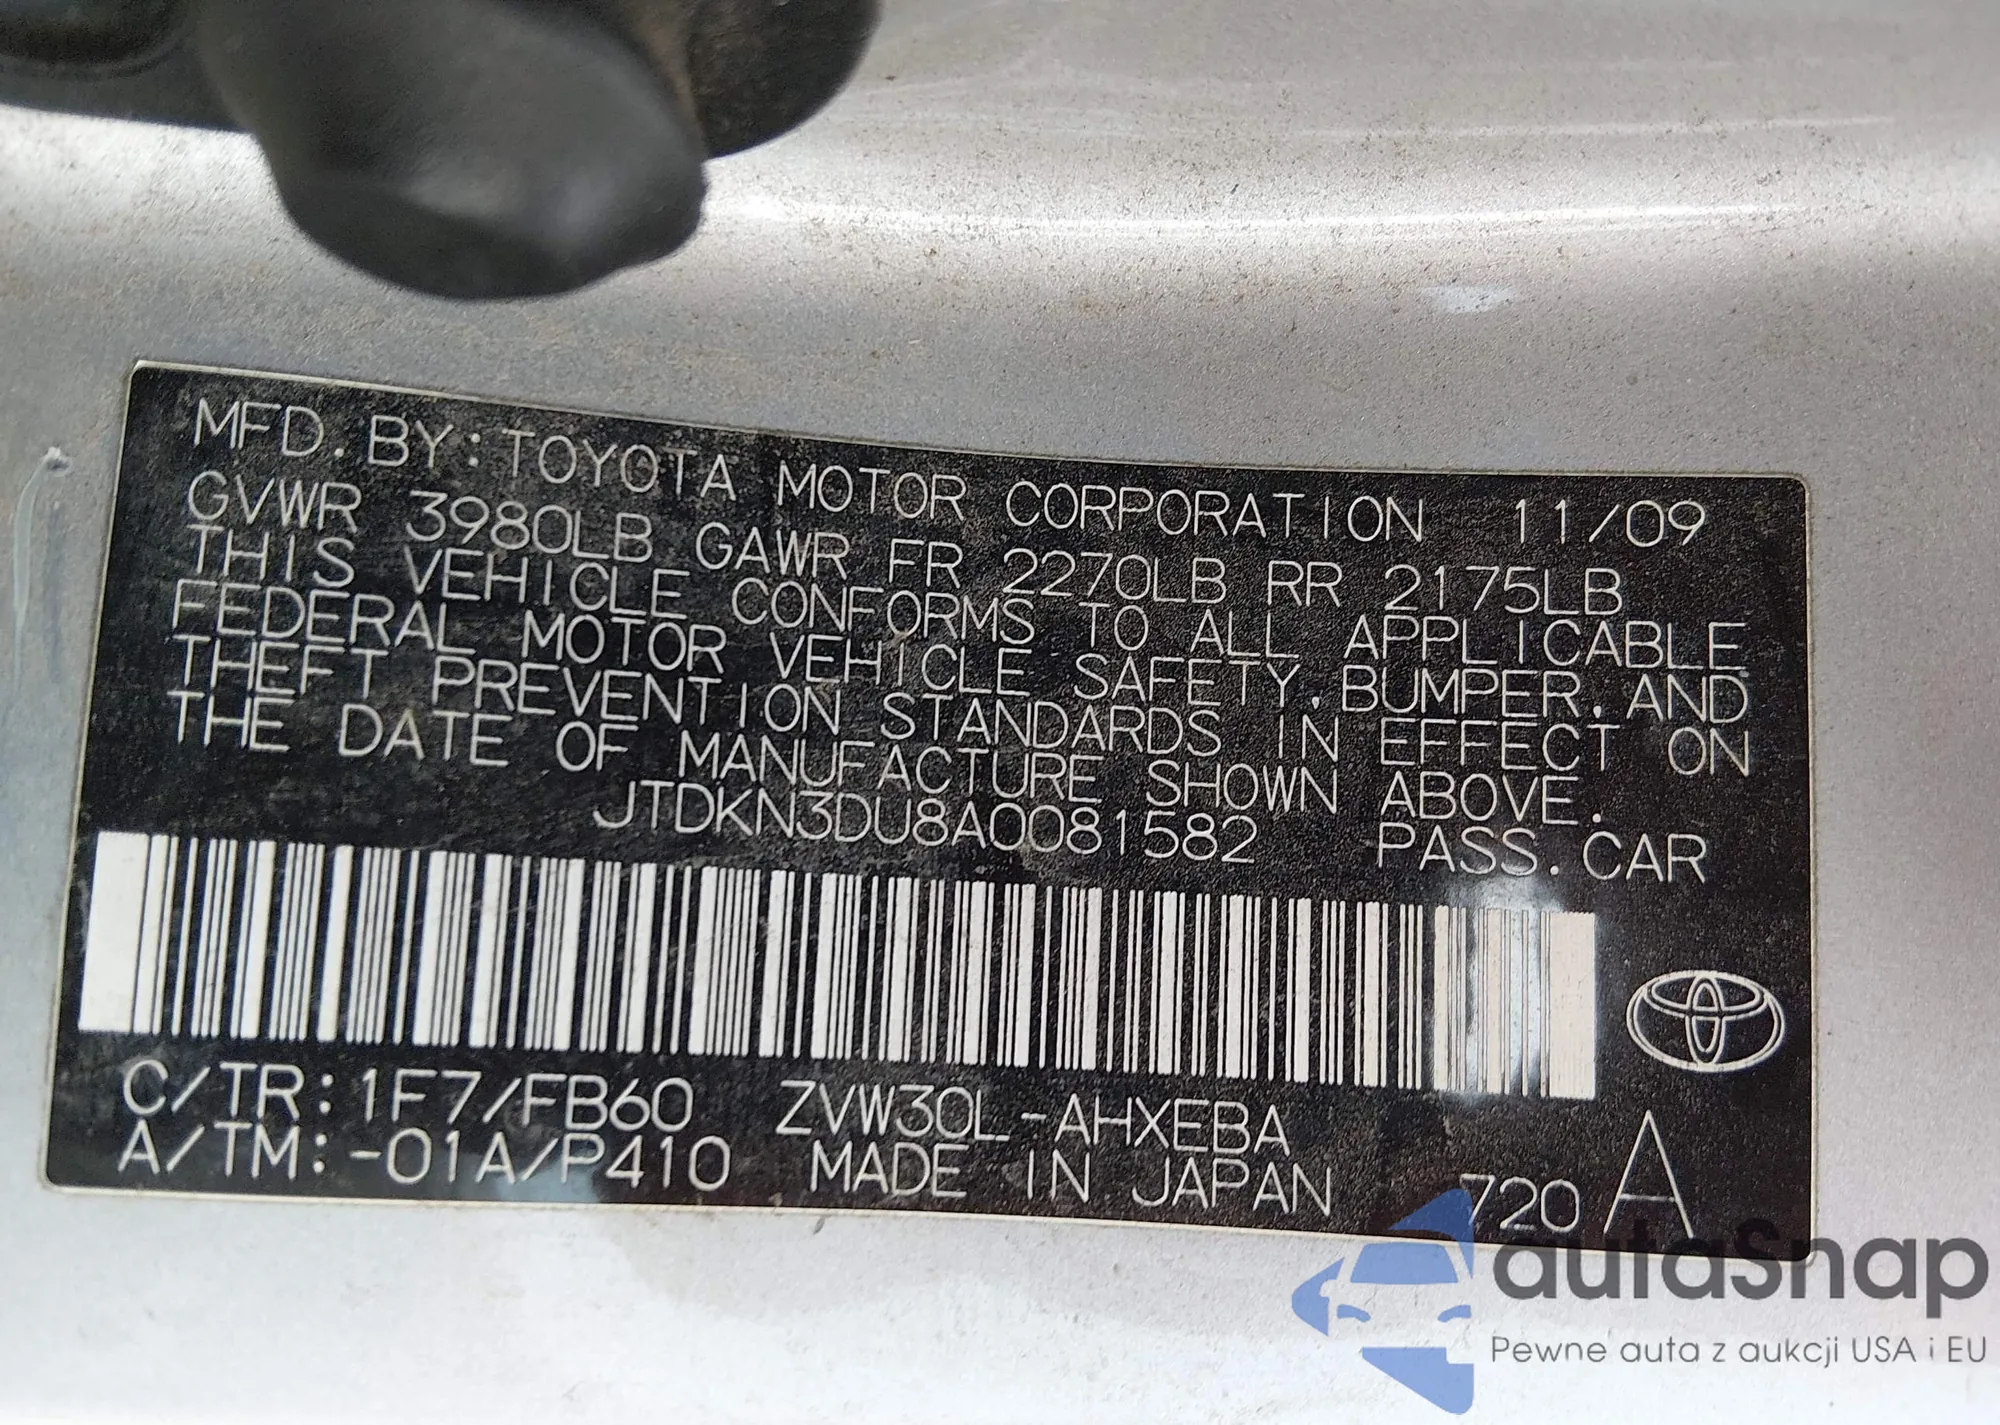 MFD. BY: TOYOTA MOTOR CORPORATION 11/09
GVWR 3980LB GAWR FR 2270LB RR 2175LB
THIS VEHICLE CONFORMS TO ALL APPLICABLE
FEDERAL MOTOR VEHICLE SAFETY, BUMPER, AND
THEFT PREVENTION STANDARDS IN EFFECT ON
THE DATE OF MANUFACTURE SHOWN ABOVE.
JTDKN3DU8A0081582 PASS. CAR
C/TR: 1F7/FB60 ZVW30L-AHXEBA
A/TM: -01A/P410 MADE IN JAPAN 720 A
autaSnap
Pewne auta z aukcji USA i EU